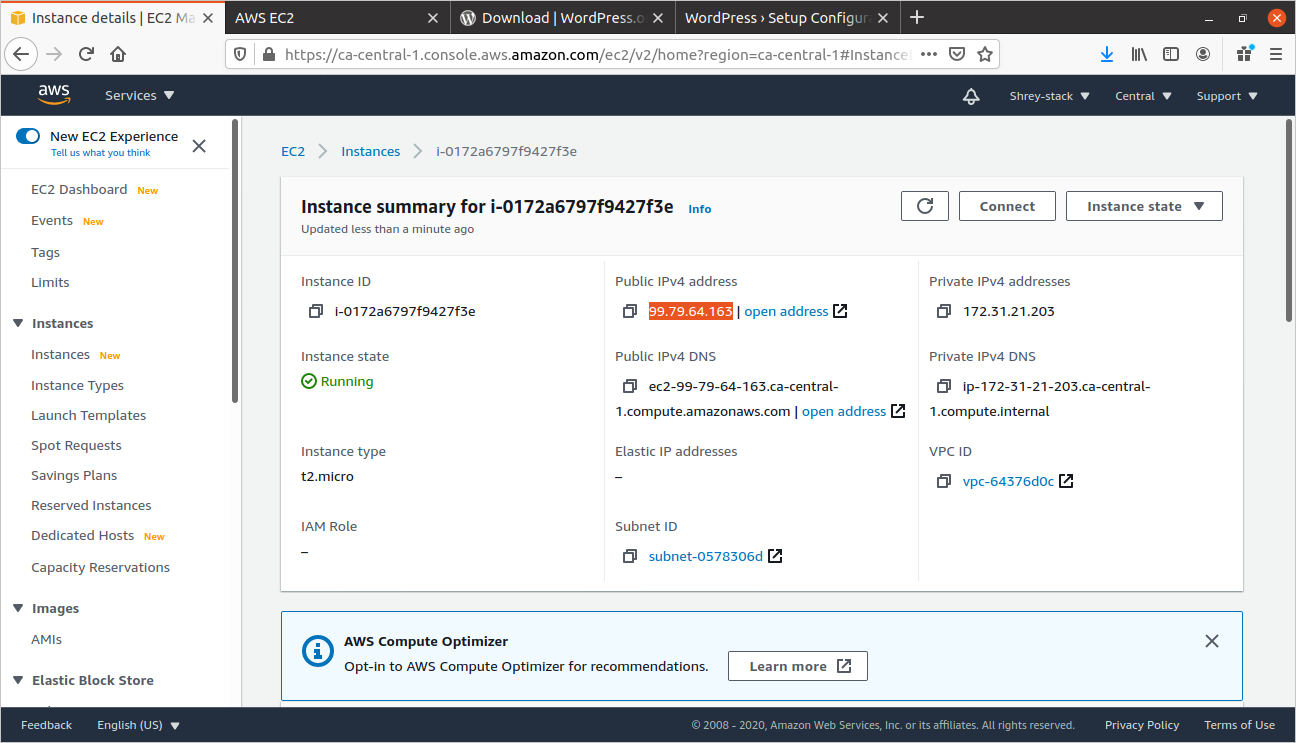 Instance details | EC2 Ma
AWS EC2
Download | WordPress.o
WordPress › Setup Configur
https://ca-central-1.console.aws.amazon.com/ec2/v2/home?region=ca-central-1#Instance
aws
Services
Shrey-stack
Central
Support
New EC2 Experience
Tell us what you think
EC2 Dashboard New
Events New
Tags
Limits
Instances
Instances New
Instance Types
Launch Templates
Spot Requests
Savings Plans
Reserved Instances
Dedicated Hosts New
Capacity Reservations
Images
AMIs
Elastic Block Store
EC2
Instances
i-0172a6797f9427f3e
Instance summary for i-0172a6797f9427f3e Info
Updated less than a minute ago
Connect
Instance state
Instance ID
i-0172a6797f9427f3e
Public IPv4 address
99.79.64.163 | open address
Private IPv4 addresses
172.31.21.203
Instance state
Running
Public IPv4 DNS
ec2-99-79-64-163.ca-central-
1.compute.amazonaws.com | open address
Private IPv4 DNS
ip-172-31-21-203.ca-central-
1.compute.internal
Instance type
t2.micro
Elastic IP addresses
–
VPC ID
vpc-64376d0c
IAM Role
–
Subnet ID
subnet-0578306d
AWS Compute Optimizer
Opt-in to AWS Compute Optimizer for recommendations.
Learn more
Feedback
English (US)
© 2008 - 2020, Amazon Web Services, Inc. or its affiliates. All rights reserved.
Privacy Policy
Terms of Use